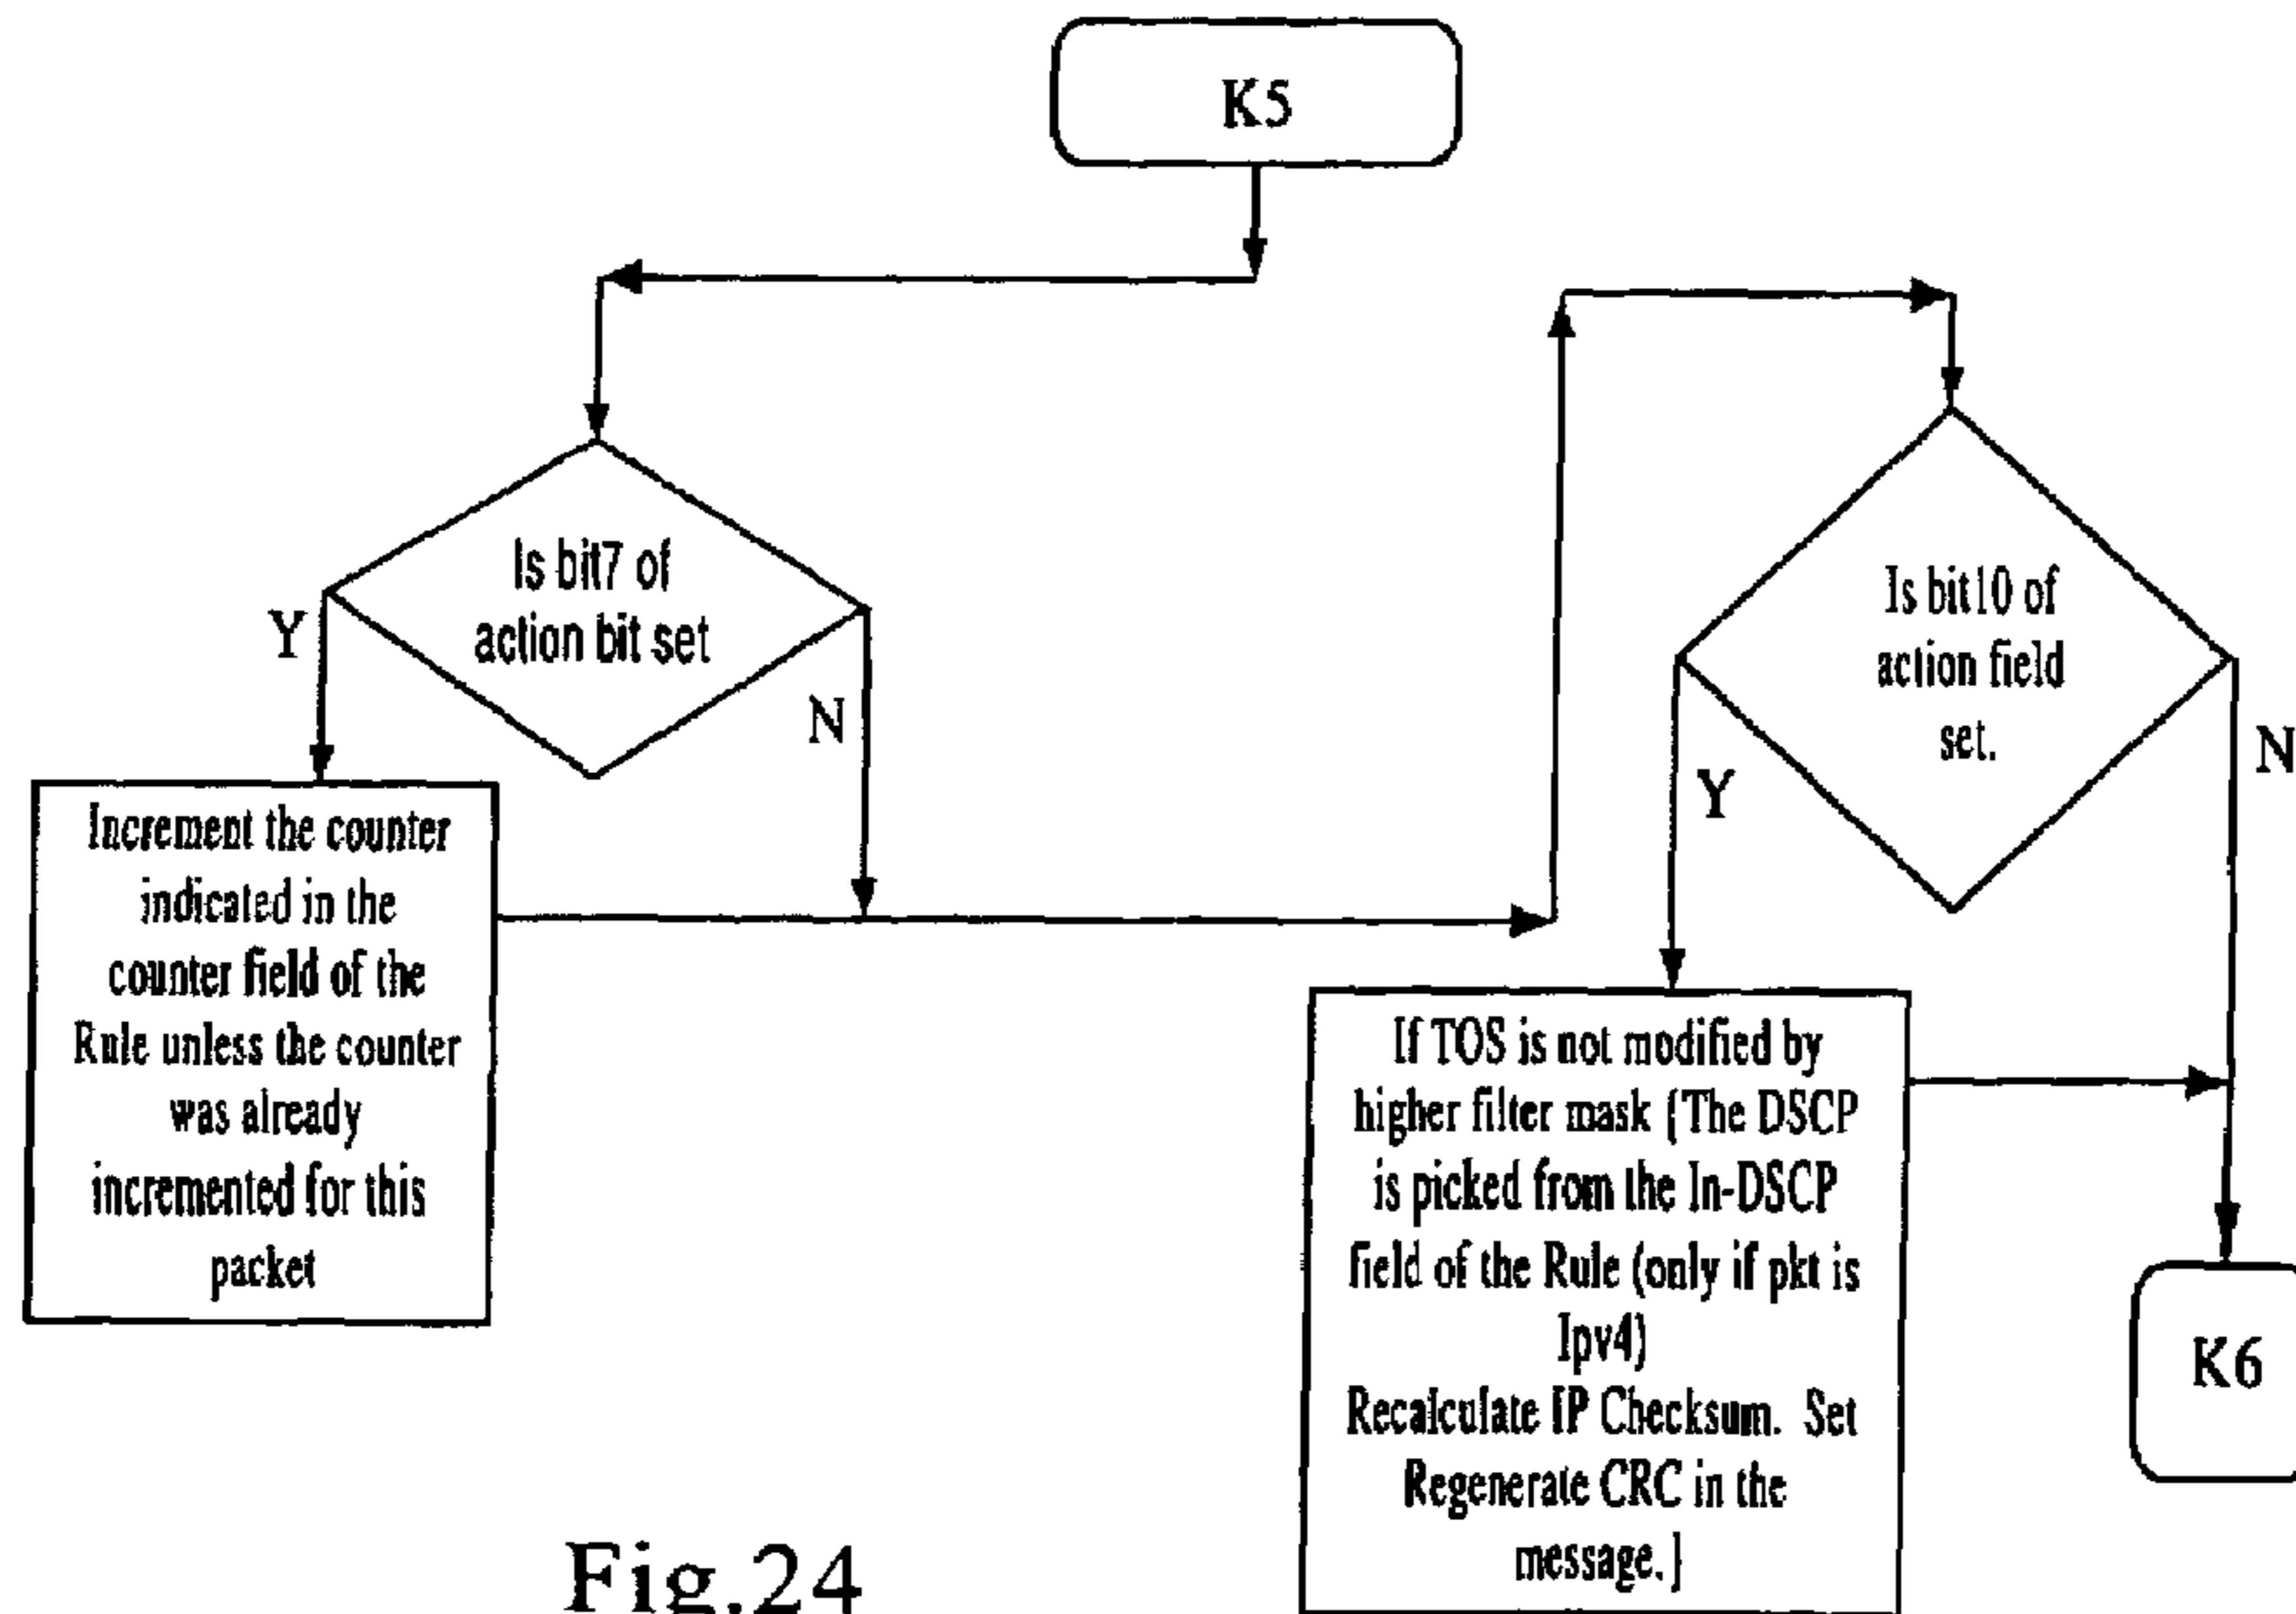 K5
Is bit7 of
action bit set
Y
N
Increment the counter
indicated in the
counter field of the
Rule unless the counter
was already
incremented for this
packet
Is bit10 of
action field
set.
Y
N
If TOS is not modified by
higher filter mask {The DSCP
is picked from the In-DSCP
field of the Rule (only if pkt is
Ipv4)
Recalculate IP Checksum. Set
Regenerate CRC in the
message.}
K6
Fig.24